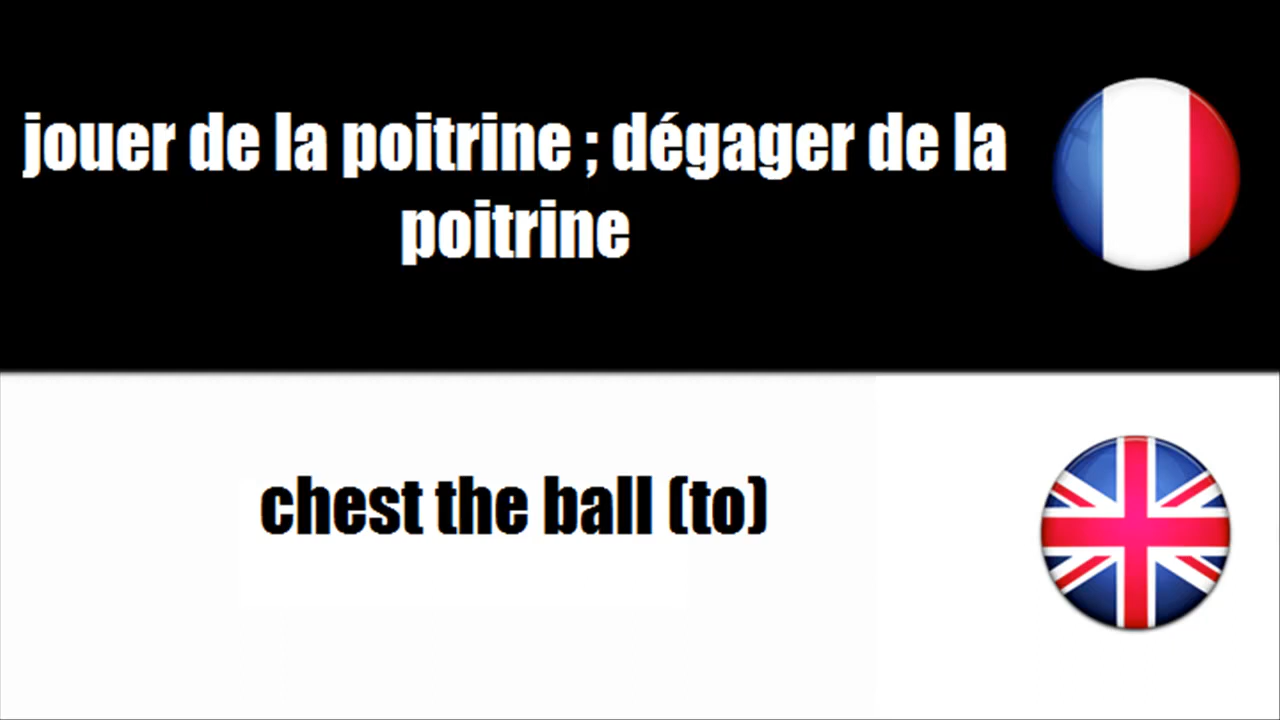 jouer de la poitrine ; dégager de la
poitrine
chest the ball (to)